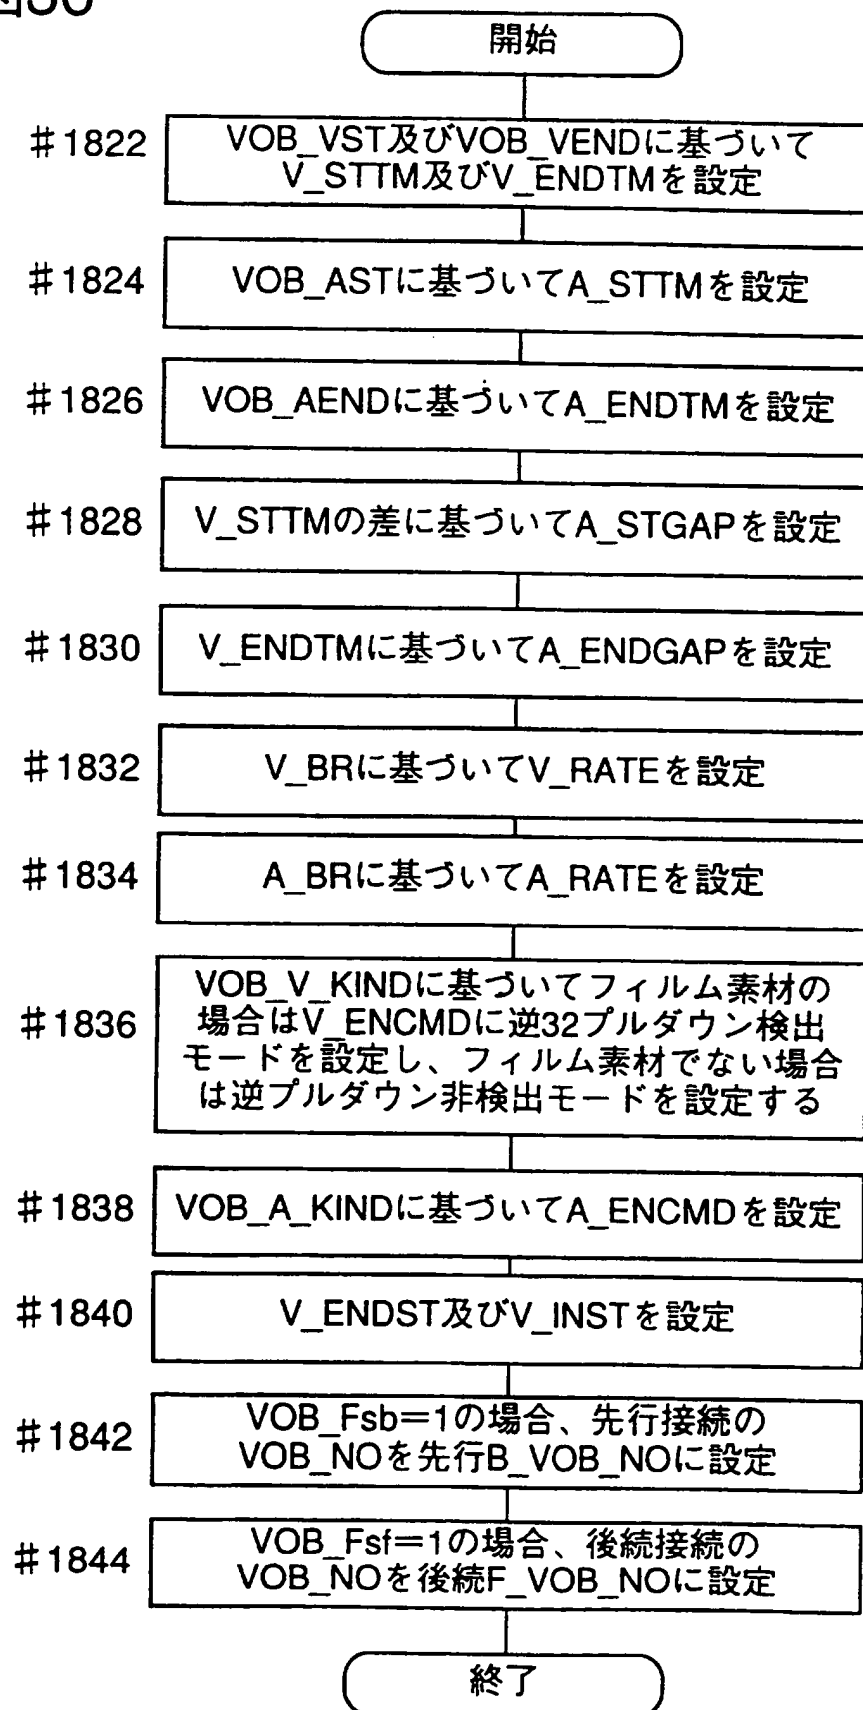 開始
#1822
VOB_VST及びVOB_VENDに基づいて
V_STTM及びV_ENDTMを設定
#1824
VOB_ASTに基づいてA_STTMを設定
#1826
VOB_AENDに基づいてA_ENDTMを設定
#1828
V_STTMの差に基づいてA_STGAPを設定
#1830
V_ENDTMに基づいてA_ENDGAPを設定
#1832
V_BRに基づいてV_RATEを設定
#1834
A_BRに基づいてA_RATEを設定
#1836
VOB_V_KINDに基づいてフィルム素材の
場合はV_ENCMDに逆32プルダウン検出
モードを設定し、フィルム素材でない場合
は逆プルダウン非検出モードを設定する
#1838
VOB_A_KINDに基づいてA_ENCMDを設定
#1840
V_ENDST及びV_INSTを設定
#1842
VOB_Fsb=1の場合、先行接続の
VOB_NOを先行B_VOB_NOに設定
#1844
VOB_Fsf=1の場合、後続接続の
VOB_NOを後続F_VOB_NOに設定
終了